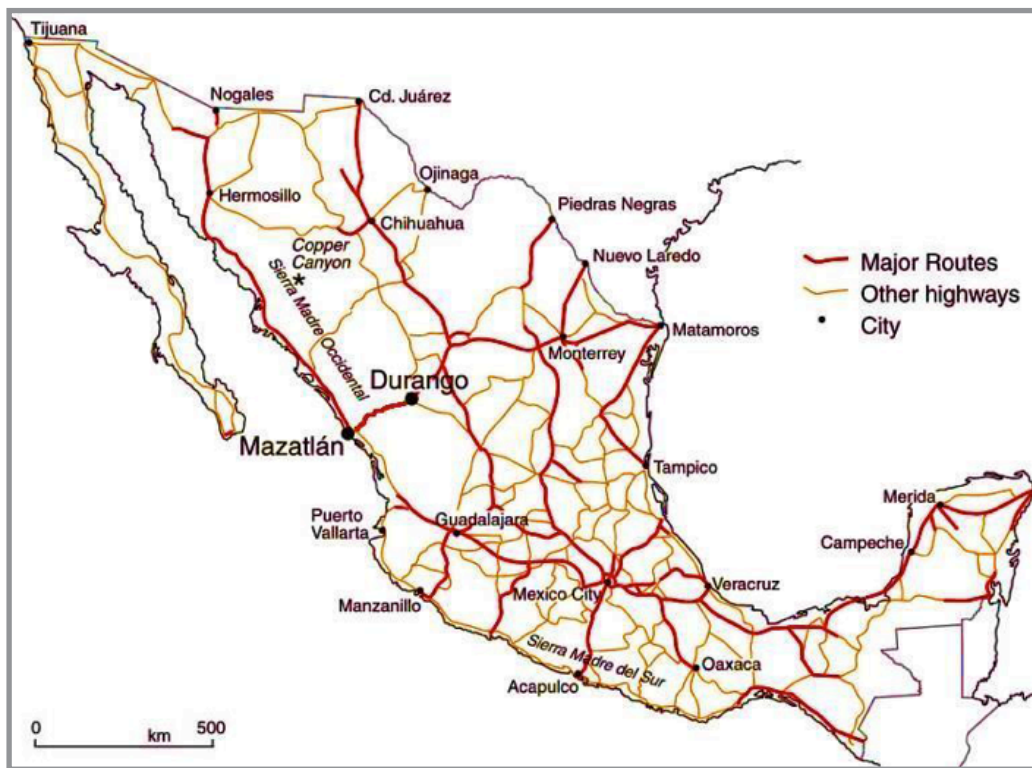 Tijuana
Nogales
Cd. Juárez
Ojinaga
Hermosillo
Chihuahua
Piedras Negras
Copper
Canyon
*
Nuevo Laredo
Sierra Madre Occidental
Major Routes
Other highways
City
Matamoros
Monterrey
Durango
Mazatlán
Tampico
Merida
Puerto
Vallarta
Guadalajara
Campeche
Manzanillo
Mexico City
Veracruz
Sierra Madre del Sur
Oaxaca
Acapulco
0 500
km